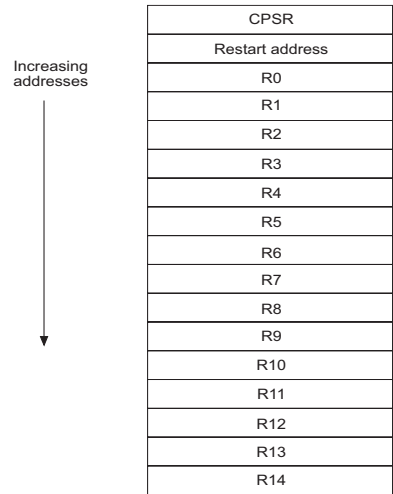 CPSR
Restart address
Increasing
addresses
R0
R1
R2
R3
R4
R5
R6
R7
R8
R9
R10
R11
R12
R13
R14